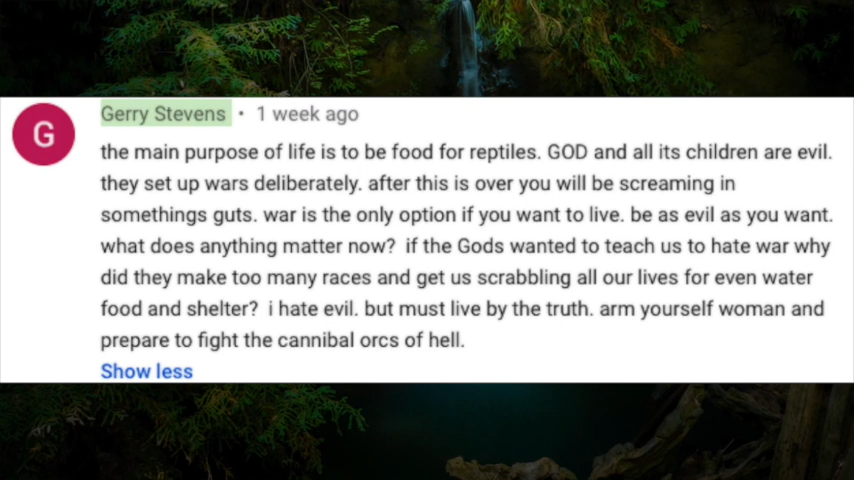 G
Gerry Stevens • 1 week ago
the main purpose of life is to be food for reptiles. GOD and all its children are evil.
they set up wars deliberately. after this is over you will be screaming in
somethings guts. war is the only option if you want to live. be as evil as you want.
what does anything matter now?  if the Gods wanted to teach us to hate war why
did they make too many races and get us scrabbling all our lives for even water
food and shelter?  i hate evil. but must live by the truth. arm yourself woman and
prepare to fight the cannibal orcs of hell.
Show less